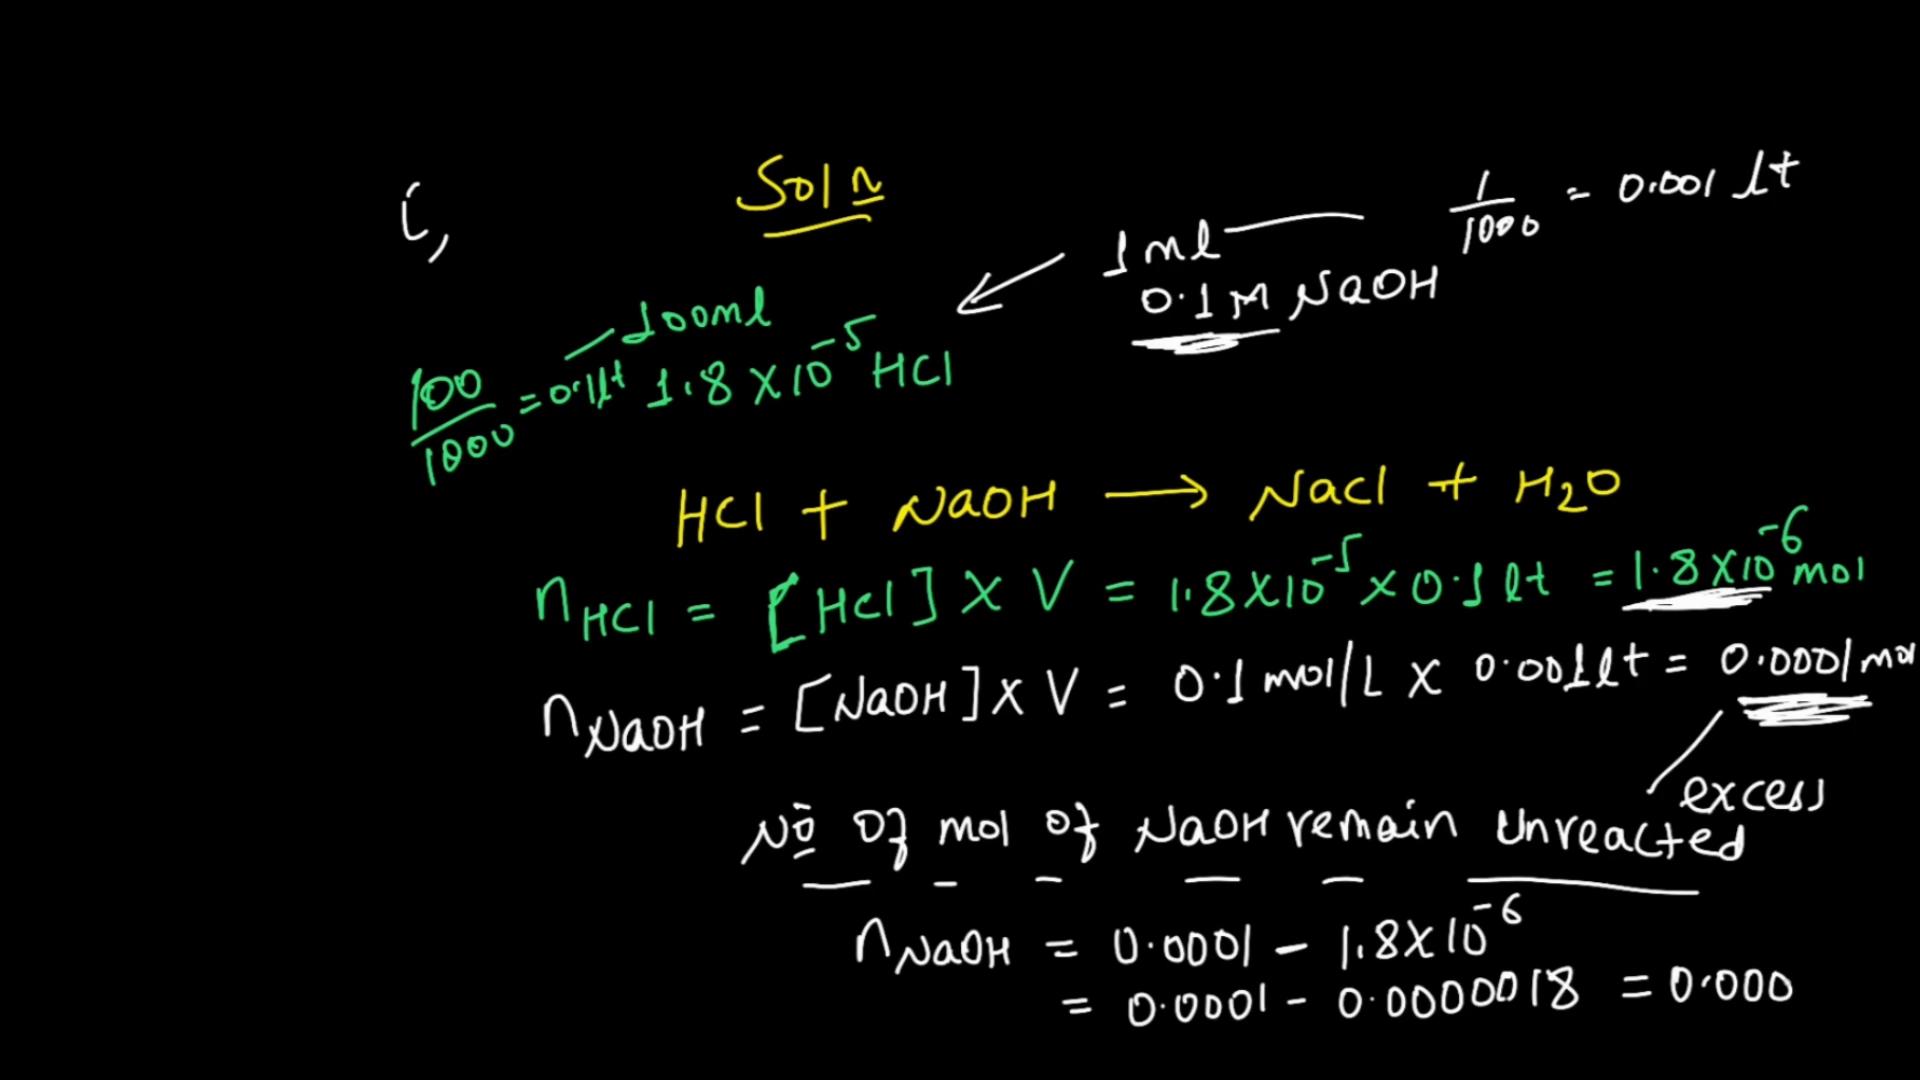 i,
Soln
1ml
1/1000 = 0.001 lt
0.1M NaOH
100ml
100/1000 = 0.1lt 1.8 X 10⁻⁵ HCl
HCl + NaOH → NaCl + H₂O
nHCl = [HCl] X V = 1.8X10⁻⁵ X 0.1 lt = 1.8X10⁻⁶ mol
nNaOH = [NaOH] X V = 0.1 mol/L X 0.001lt = 0.0001 mol
excess
No of mol of NaOH remain Unreacted
nNaOH = 0.0001 - 1.8X10⁻⁶
= 0.0001 - 0.0000018 = 0.000